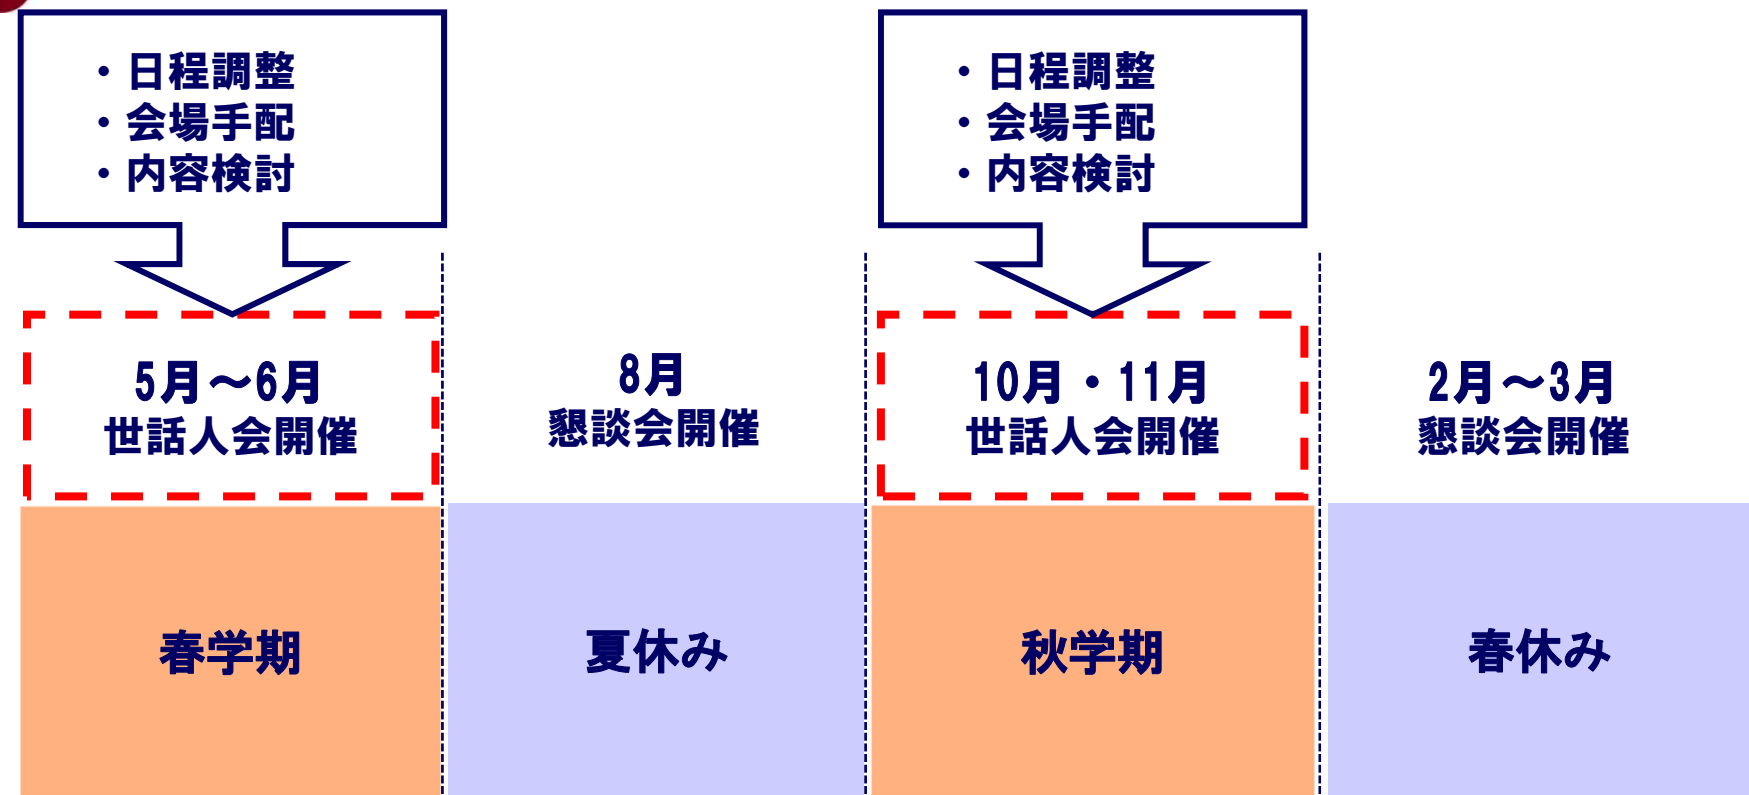 ・日程調整
・会場手配
・内容検討
・日程調整
・会場手配
・内容検討
5月～6月
世話人会開催
8月
懇談会開催
10月・11月
世話人会開催
2月～3月
懇談会開催
春学期
夏休み
秋学期
春休み